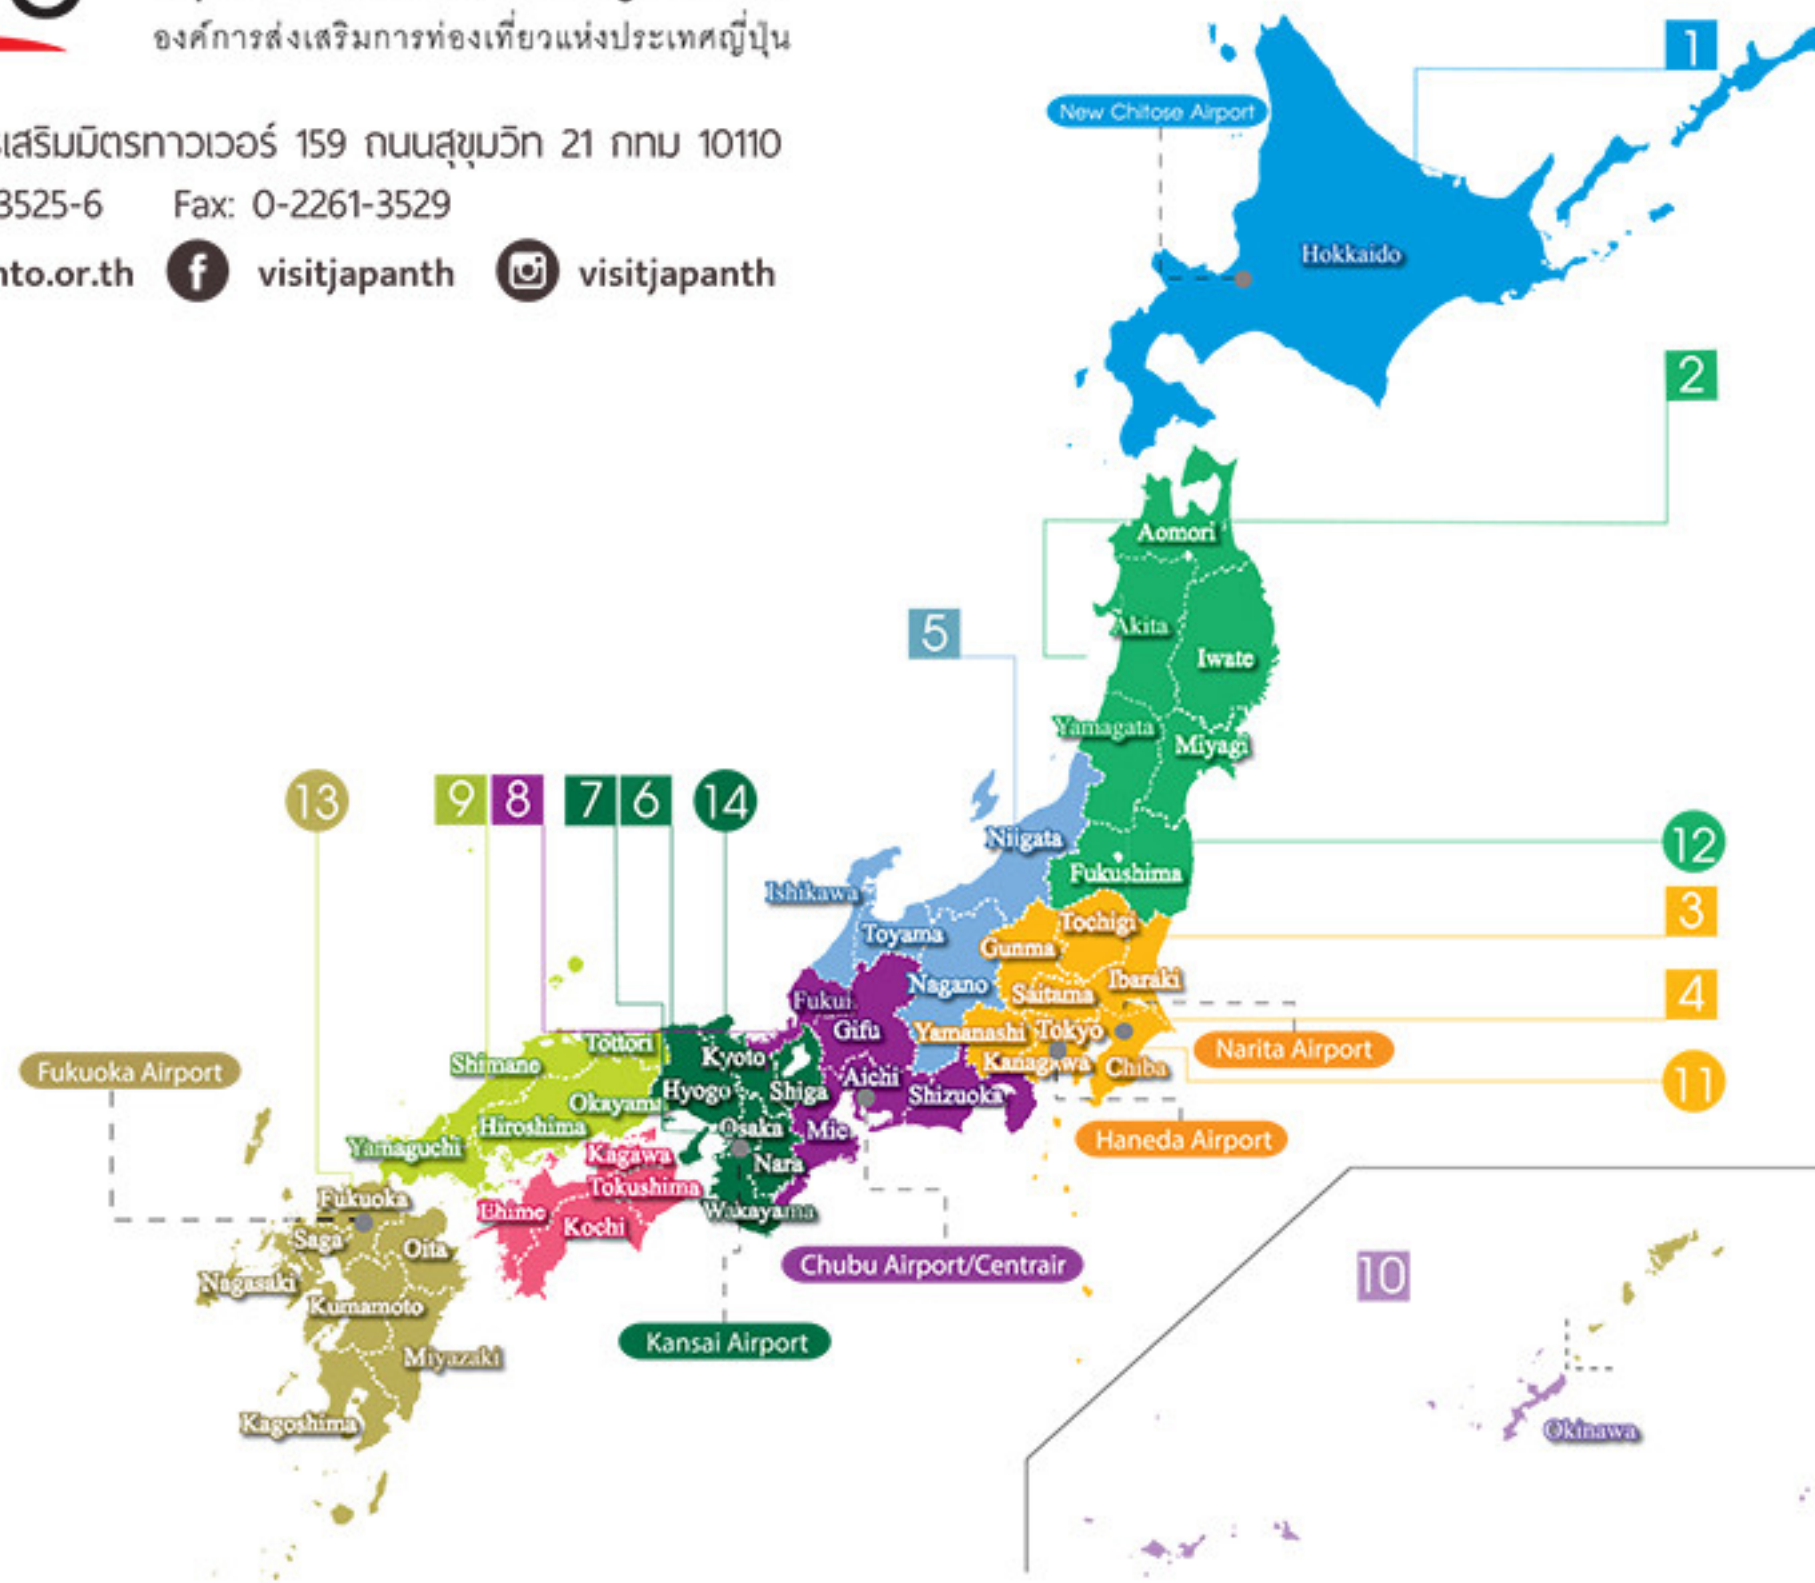 องค์การส่งเสริมการท่องเที่ยวแห่งประเทศญี่ปุ่น
เสริมมิตรทาวเวอร์ 159 ถนนสุขุมวิท 21 กทม 10110
3525-6 Fax: 0-2261-3529
nto.or.th visitjapanth visitjapanth
1
New Chitose Airport
Hokkaido
2
Aomori
Akita
Iwate
5
Yamagata
Miyagi
13
9
8
7
6
14
Niigata
12
Fukushima
Ishikawa
3
Tochigi
Toyama
Gunma
Ibaraki
Nagano
Saitama
4
Fukui
Gifu
Yamanashi
Tokyo
Narita Airport
Tottori
Kyoto
Shimane
Kanagawa
Chiba
Fukuoka Airport
Aichi
11
Hyogo
Shiga
Shizuoka
Okayama
Hiroshima
Osaka
Mie
Haneda Airport
Yamaguchi
Kagawa
Nara
Tokushima
Fukuoka
Ehime
Wakayama
Kochi
Saga
Oita
Chubu Airport/Centrair
10
Nagasaki
Kumamoto
Kansai Airport
Miyazaki
Kagoshima
Okinawa